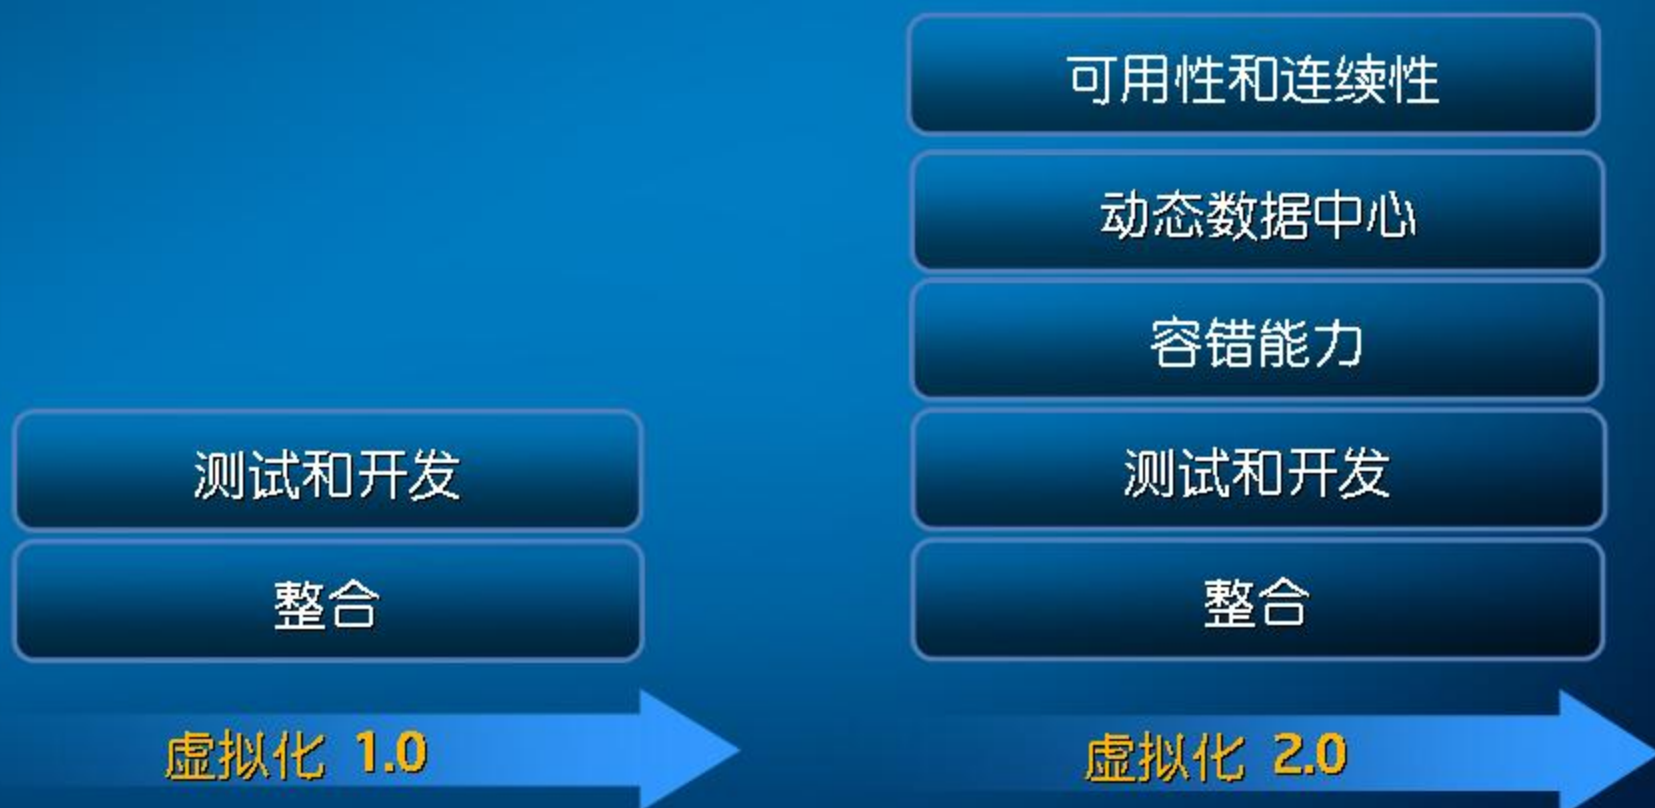 可用性和连续性
动态数据中心
容错能力
测试和开发
测试和开发
整合
整合
虚拟化 1.0
虚拟化 2.0